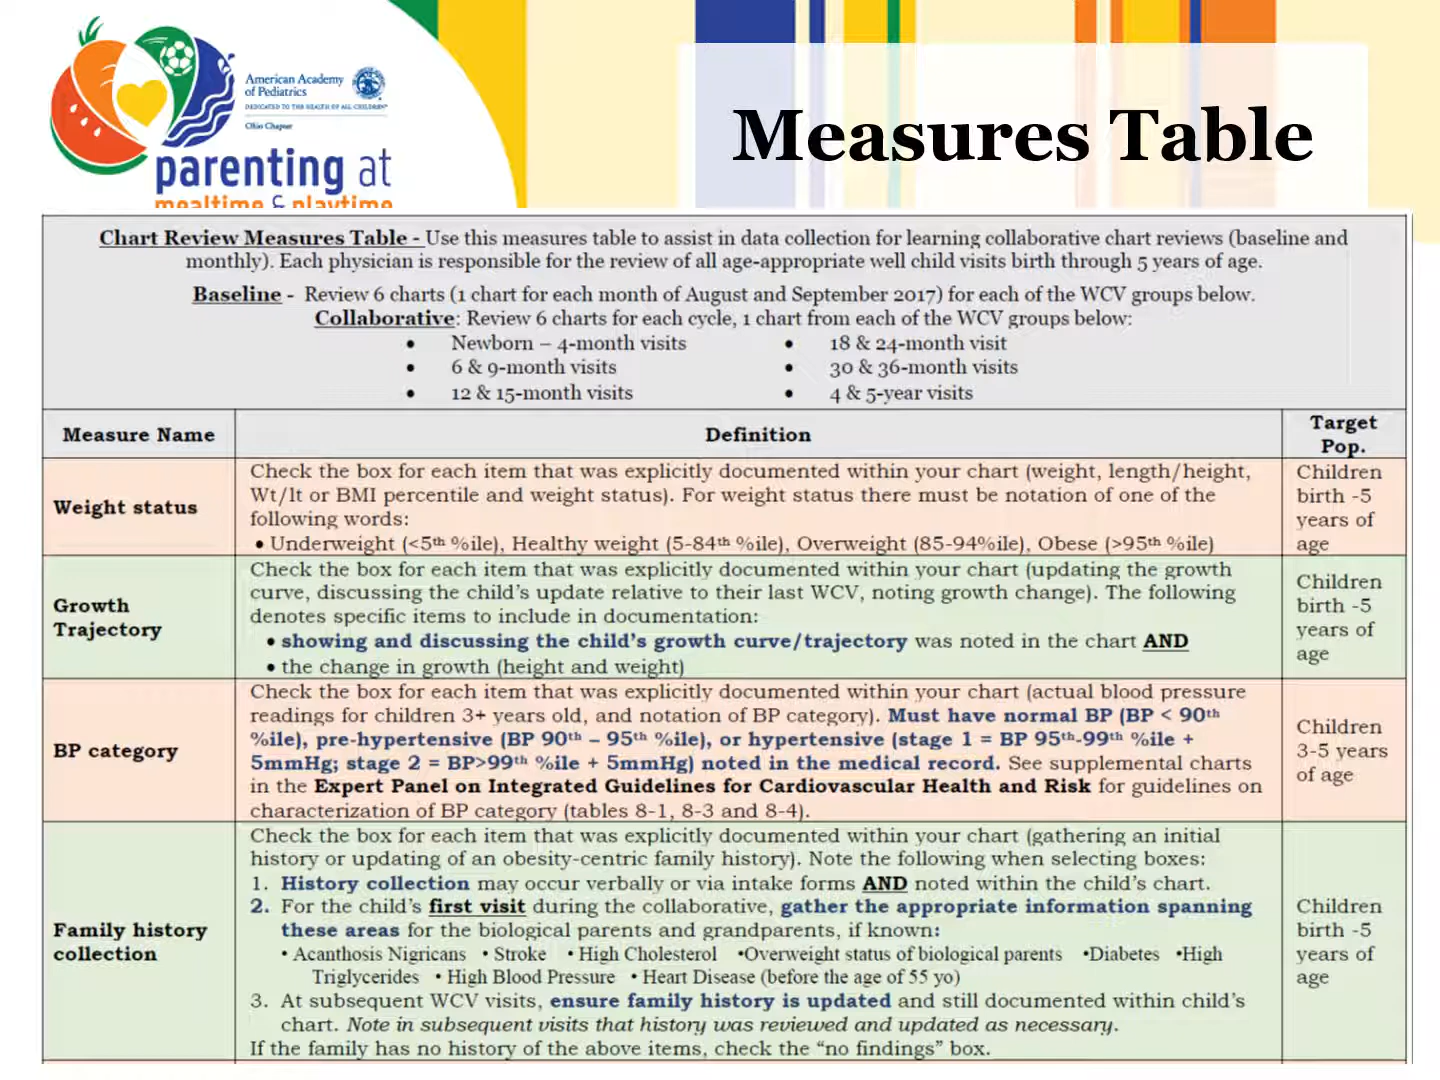 American Academy
of Pediatrics
DEDICATED TO THE HEALTH OF ALL CHILDREN®
Ohio Chapter
parenting at
mealtime & playtime
Measures Table
Chart Review Measures Table - Use this measures table to assist in data collection for learning collaborative chart reviews (baseline and
monthly). Each physician is responsible for the review of all age-appropriate well child visits birth through 5 years of age.
Baseline - Review 6 charts (1 chart for each month of August and September 2017) for each of the WCV groups below.
Collaborative: Review 6 charts for each cycle, 1 chart from each of the WCV groups below:
• Newborn – 4-month visits
• 6 & 9-month visits
• 12 & 15-month visits
• 18 & 24-month visit
• 30 & 36-month visits
• 4 & 5-year visits
Measure Name
Definition
Target
Pop.
Weight status
Check the box for each item that was explicitly documented within your chart (weight, length/height,
Wt/lt or BMI percentile and weight status). For weight status there must be notation of one of the
following words:
• Underweight (<5th %ile), Healthy weight (5-84th %ile), Overweight (85-94%ile), Obese (>95th %ile)
Children
birth -5
years of
age
Growth
Trajectory
Check the box for each item that was explicitly documented within your chart (updating the growth
curve, discussing the child's update relative to their last WCV, noting growth change). The following
denotes specific items to include in documentation:
• showing and discussing the child's growth curve/trajectory was noted in the chart AND
• the change in growth (height and weight)
Children
birth -5
years of
age
BP category
Check the box for each item that was explicitly documented within your chart (actual blood pressure
readings for children 3+ years old, and notation of BP category). Must have normal BP (BP < 90th
%ile), pre-hypertensive (BP 90th – 95th %ile), or hypertensive (stage 1 = BP 95th-99th %ile +
5mmHg; stage 2 = BP>99th %ile + 5mmHg) noted in the medical record. See supplemental charts
in the Expert Panel on Integrated Guidelines for Cardiovascular Health and Risk for guidelines on
characterization of BP category (tables 8-1, 8-3 and 8-4).
Children
3-5 years
of age
Family history
collection
Check the box for each item that was explicitly documented within your chart (gathering an initial
history or updating of an obesity-centric family history). Note the following when selecting boxes:
1. History collection may occur verbally or via intake forms AND noted within the child's chart.
2. For the child's first visit during the collaborative, gather the appropriate information spanning
these areas for the biological parents and grandparents, if known:
• Acanthosis Nigricans • Stroke • High Cholesterol •Overweight status of biological parents •Diabetes •High
Triglycerides • High Blood Pressure • Heart Disease (before the age of 55 yo)
3. At subsequent WCV visits, ensure family history is updated and still documented within child's
chart. Note in subsequent visits that history was reviewed and updated as necessary.
If the family has no history of the above items, check the "no findings" box.
Children
birth -5
years of
age